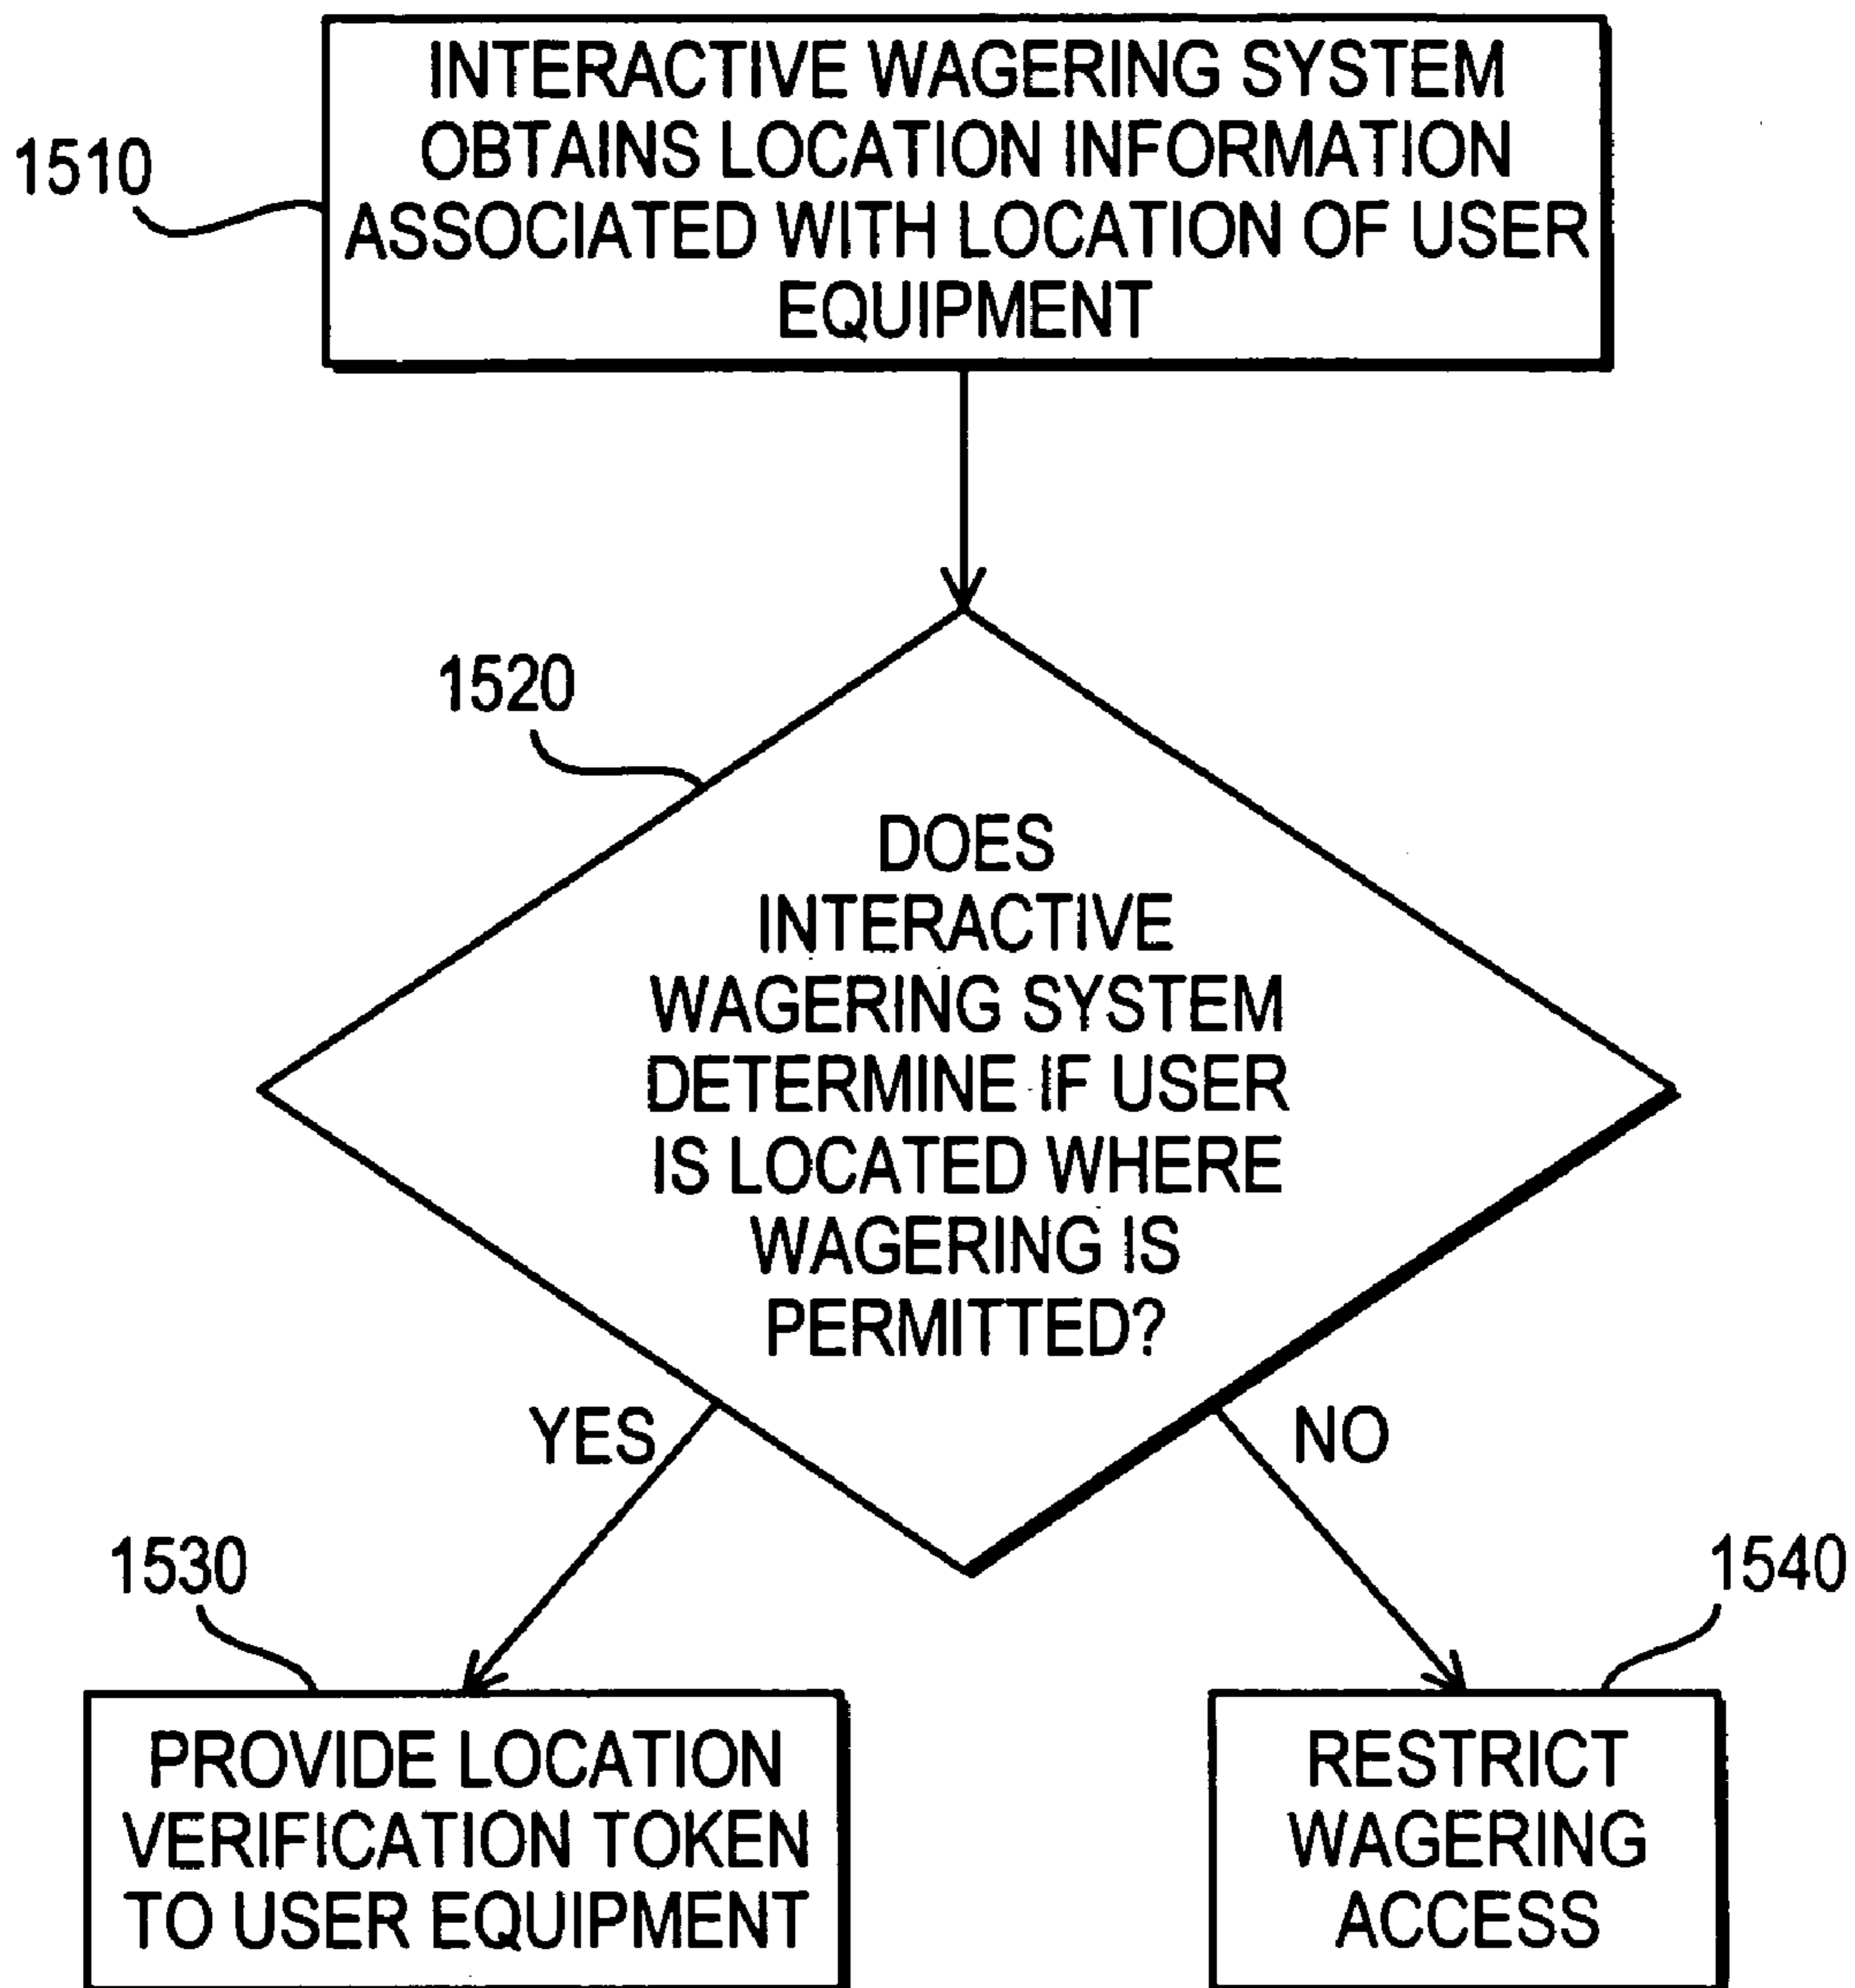 INTERACTIVE WAGERING SYSTEM
OBTAINS LOCATION INFORMATION
ASSOCIATED WITH LOCATION OF USER
EQUIPMENT
1510
1520
DOES
INTERACTIVE
WAGERING SYSTEM
DETERMINE IF USER
IS LOCATED WHERE
WAGERING IS
PERMITTED?
YES
NO
1530
1540
PROVIDE LOCATION
VERIFICATION TOKEN
TO USER EQUIPMENT
RESTRICT
WAGERING
ACCESS